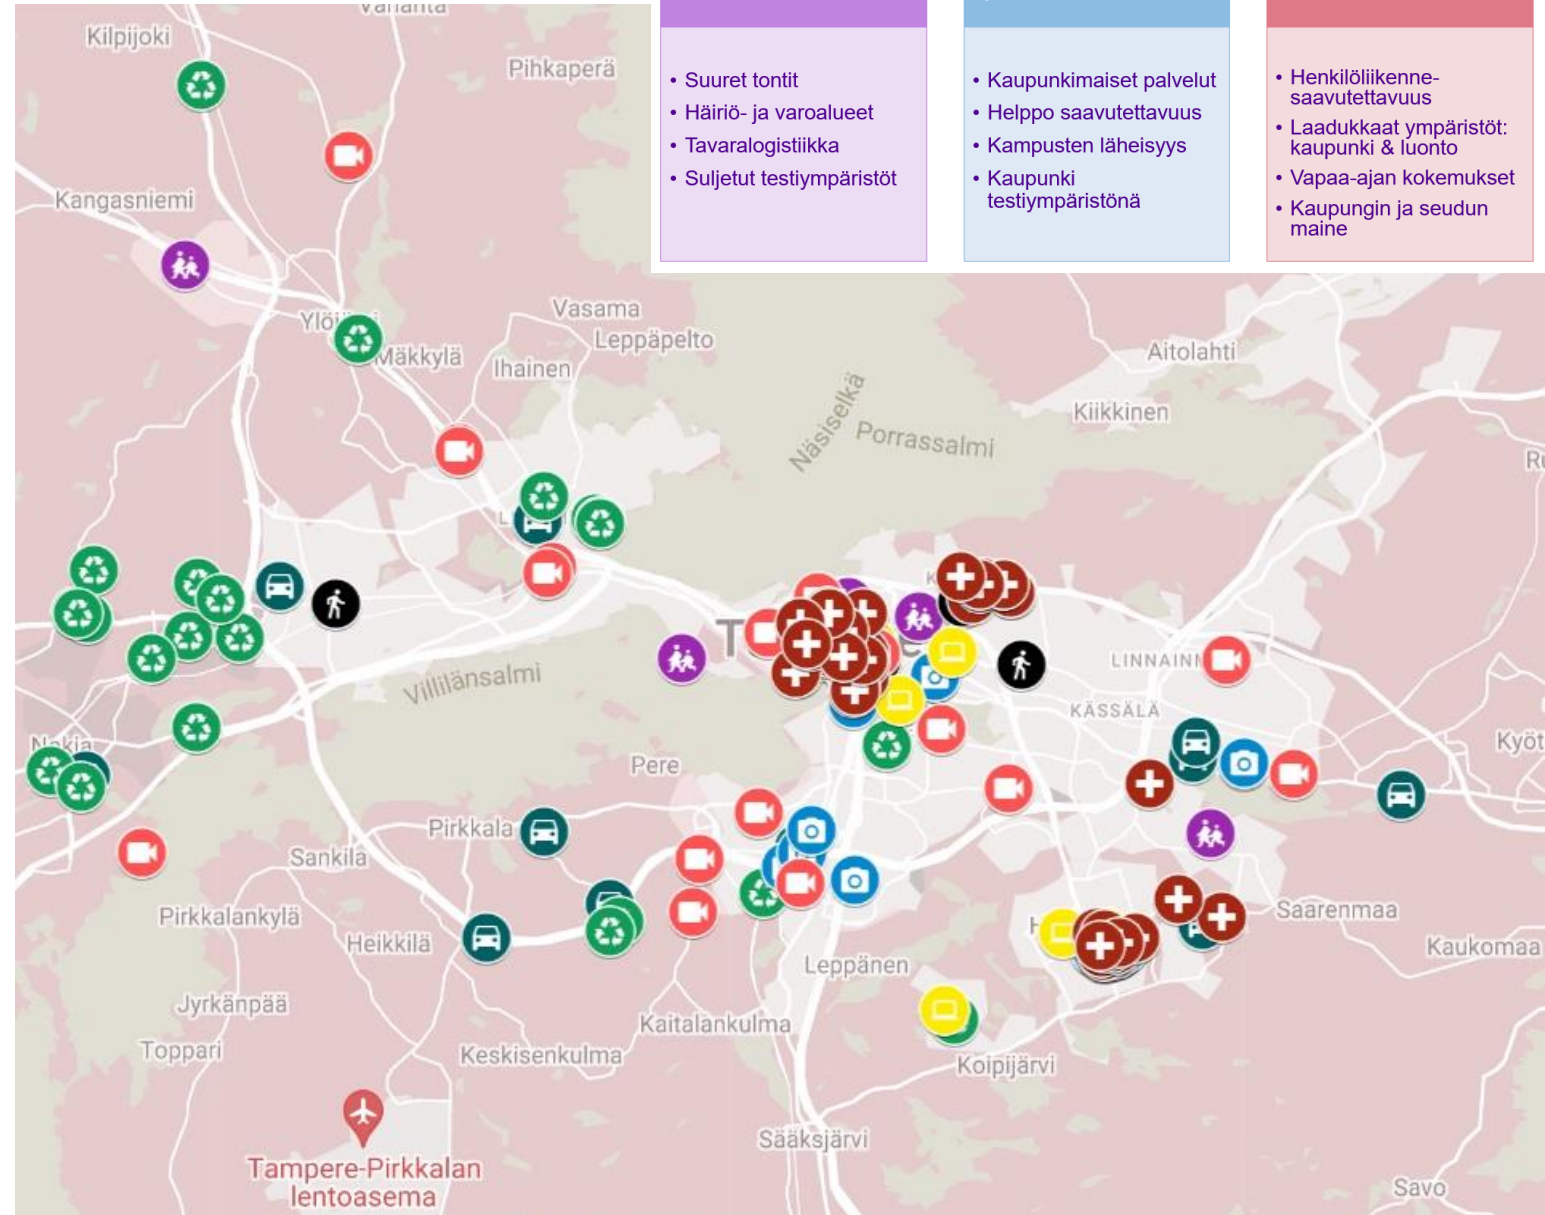 • Suuret tontit
• Häiriö- ja varoalueet
• Tavaralogistiikka
• Suljetut testiympäristöt
• Kaupunkimaiset palvelut
• Helppo saavutettavuus
• Kampusten läheisyys
• Kaupunki
testiympäristönä
• Henkilöliikenne-
saavutettavuus
• Laadukkaat ympäristöt:
kaupunki & luonto
• Vapaa-ajan kokemukset
• Kaupungin ja seudun
maine
Kilpijoki
Pihkaperä
Kangasniemi
Vasama
Leppäpelto
Mäkkylä
Ihainen
Aitolahti
Kiikkinen
Näsiselkä
Porrassalmi
Villilänsalmi
KÄSSÄLÄ
Nokia
Pere
Pirkkala
Sankila
Pirkkalankylä
Heikkilä
Saarenmaa
Kaukomaa
Leppänen
Jyrkänpää
Kaitalankulma
Toppari
Keskisenkulma
Koipijärvi
Sääksjärvi
Tampere-Pirkkalan
lentoasema
Savo